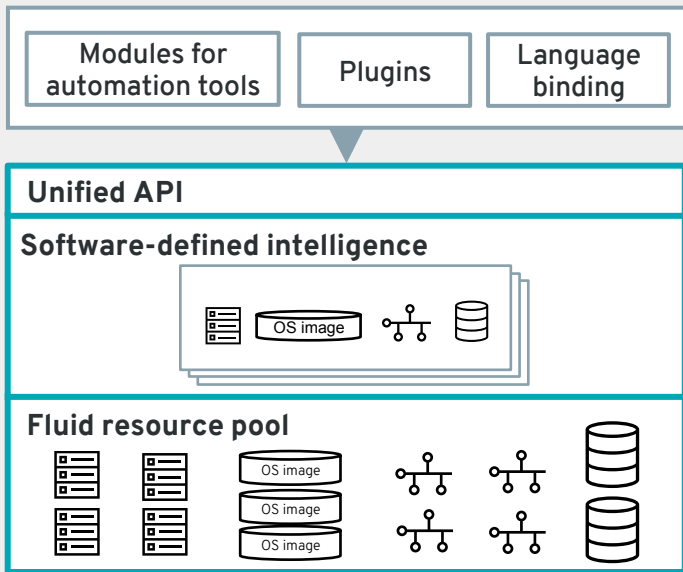 Modules for
automation tools
Plugins
Language
binding
Unified API
Software-defined intelligence
OS image
Fluid resource pool
OS image
OS image
OS image